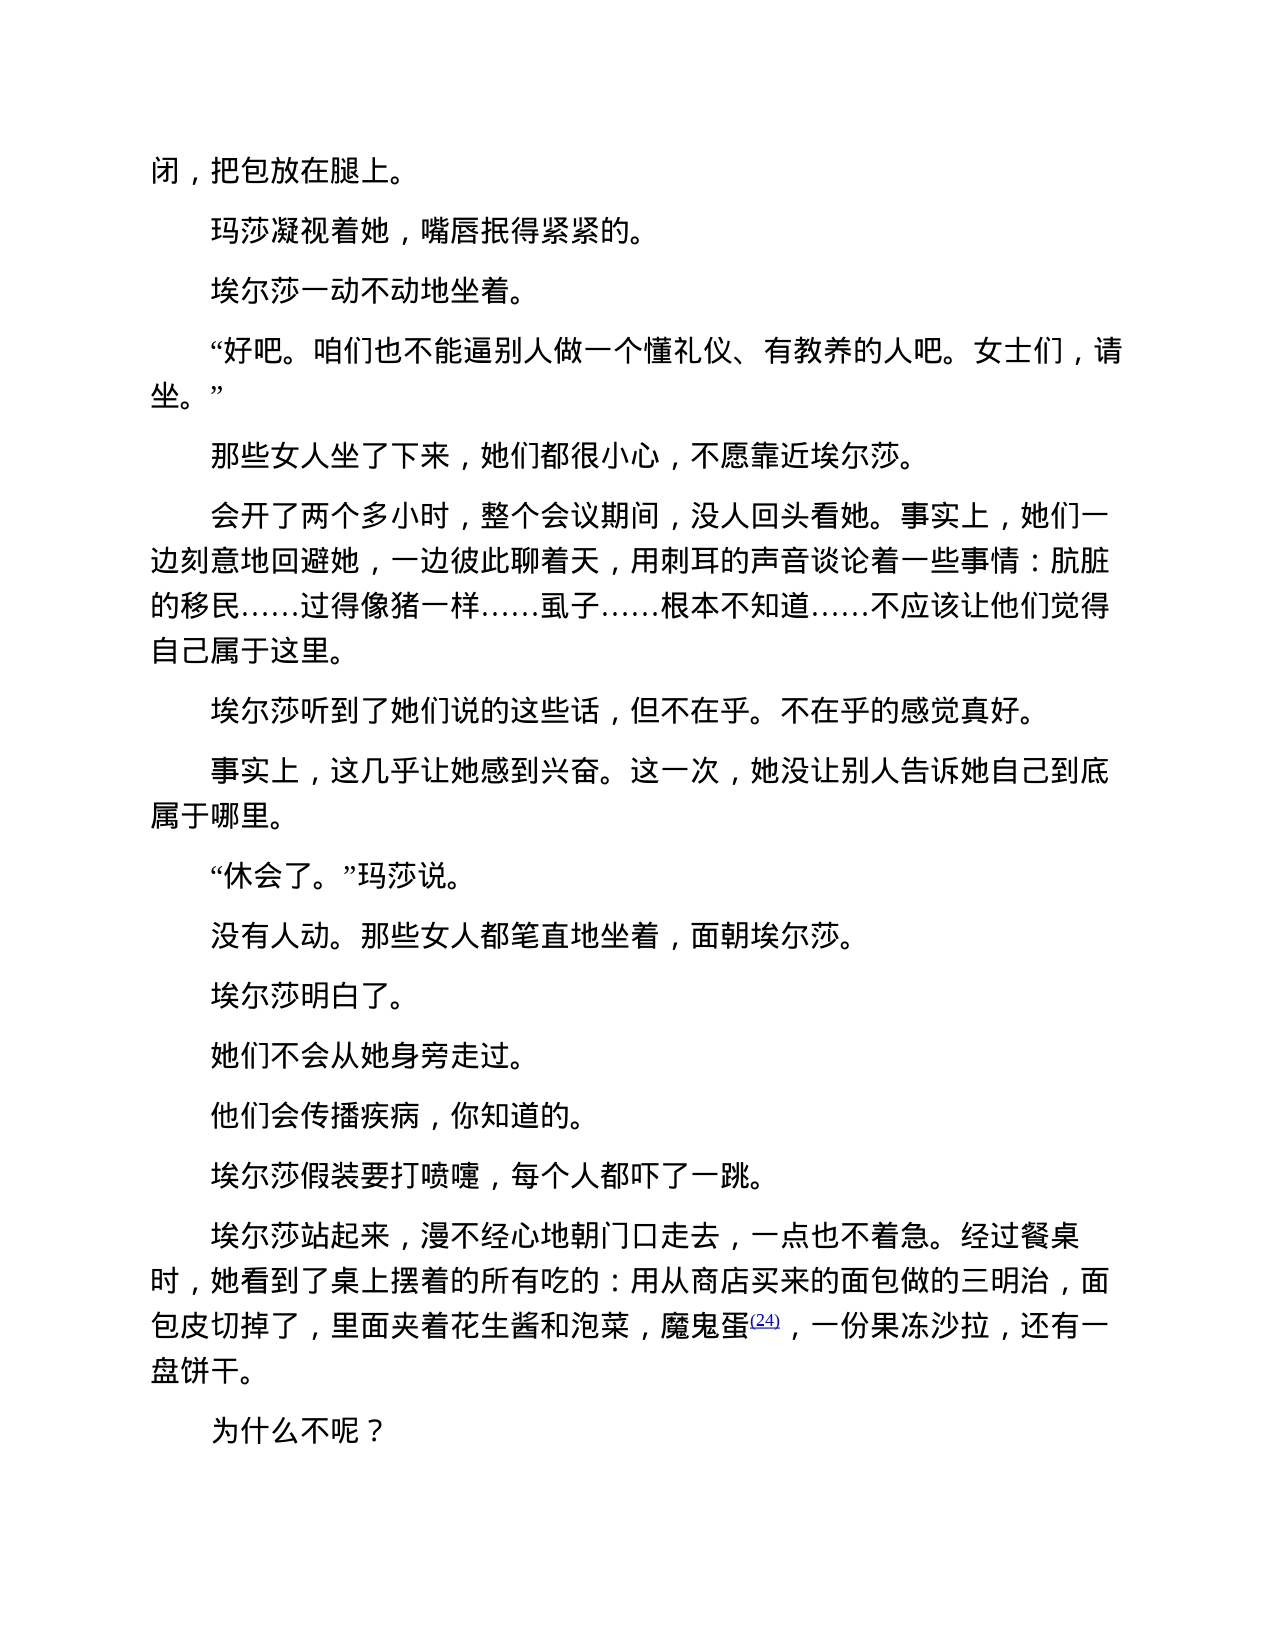 闭，把包放在腿上。
玛莎凝视着她，嘴唇抿得紧紧的。
埃尔莎一动不动地坐着。
“好吧。咱们也不能逼别人做一个懂礼仪、有教养的人吧。女士们，请
坐。”
那些女人坐了下来，她们都很小心，不愿靠近埃尔莎。
会开了两个多小时，整个会议期间，没人回头看她。事实上，她们一
边刻意地回避她，一边彼此聊着天，用刺耳的声音谈论着一些事情：肮脏
的移民……过得像猪一样……虱子……根本不知道……不应该让他们觉得
自己属于这里。
埃尔莎听到了她们说的这些话，但不在乎。不在乎的感觉真好。
事实上，这几乎让她感到兴奋。这一次，她没让别人告诉她自己到底
属于哪里。
“休会了。”玛莎说。
没有人动。那些女人都笔直地坐着，面朝埃尔莎。
埃尔莎明白了。
她们不会从她身旁走过。
他们会传播疾病，你知道的。
埃尔莎假装要打喷嚏，每个人都吓了一跳。
埃尔莎站起来，漫不经心地朝门口走去，一点也不着急。经过餐桌
时，她看到了桌上摆着的所有吃的：用从商店买来的面包做的三明治，面
包皮切掉了，里面夹着花生酱和泡菜，魔鬼蛋(24)，一份果冻沙拉，还有一
盘饼干。
为什么不呢？